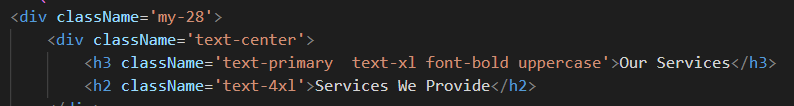 <div className='my-28'>
<div className='text-center'>
<h3 className='text-primary  text-xl font-bold uppercase'>Our Services</h3>
<h2 className='text-4xl'>Services We Provide</h2>